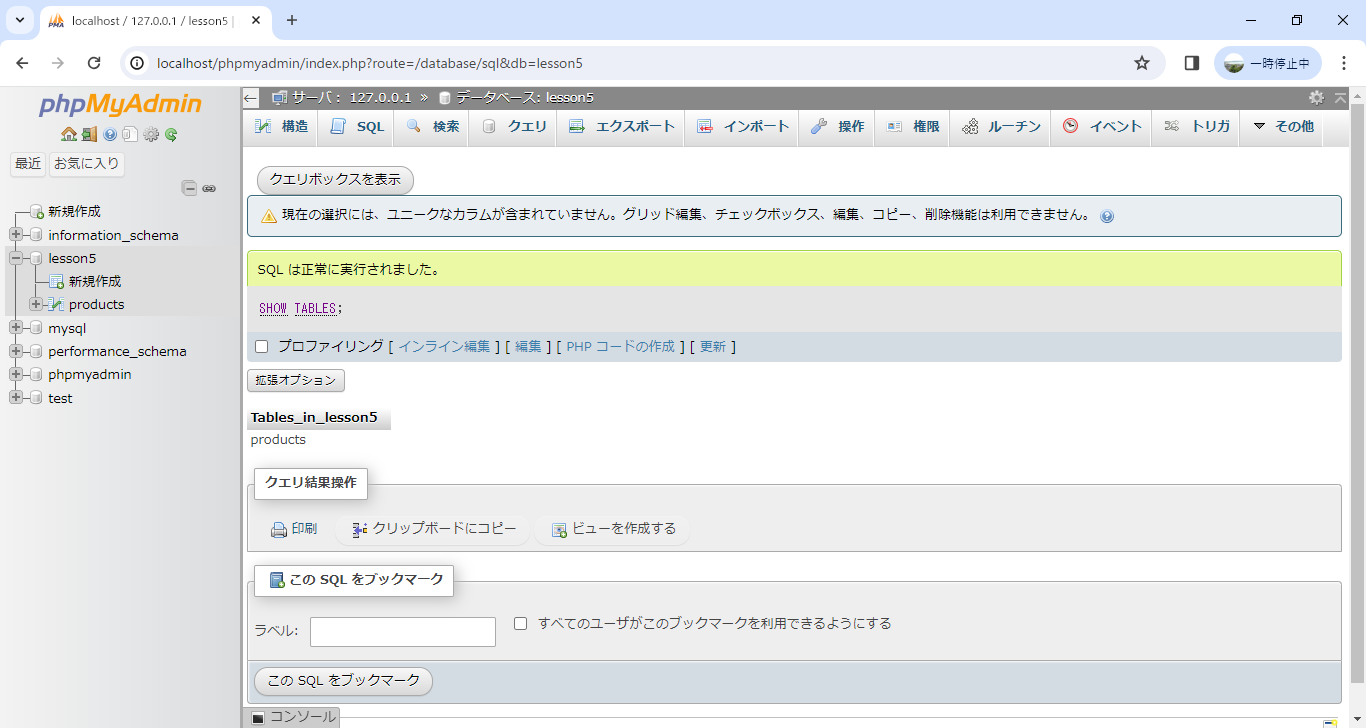 localhost / 127.0.0.1 / lesson5 |
localhost/phpmyadmin/index.php?route=/database/sql&db=lesson5
一時停止中
phpMyAdmin
最近 お気に入り
新規作成
information_schema
lesson5
新規作成
products
mysql
performance_schema
phpmyadmin
test
サーバ: 127.0.0.1 » データベース: lesson5
構造 SQL 検索 クエリ エクスポート インポート 操作 権限 ルーチン イベント トリガ その他
クエリボックスを表示
現在の選択には、ユニークなカラムが含まれていません。グリッド編集、チェックボックス、編集、コピー、削除機能は利用できません。
SQL は正常に実行されました。
SHOW TABLES;
プロファイリング [ インライン編集 ] [ 編集 ] [ PHP コードの作成 ] [ 更新 ]
拡張オプション
Tables_in_lesson5
products
クエリ結果操作
印刷 クリップボードにコピー ビューを作成する
この SQL をブックマーク
ラベル: すべてのユーザがこのブックマークを利用できるようにする
この SQL をブックマーク
コンソール